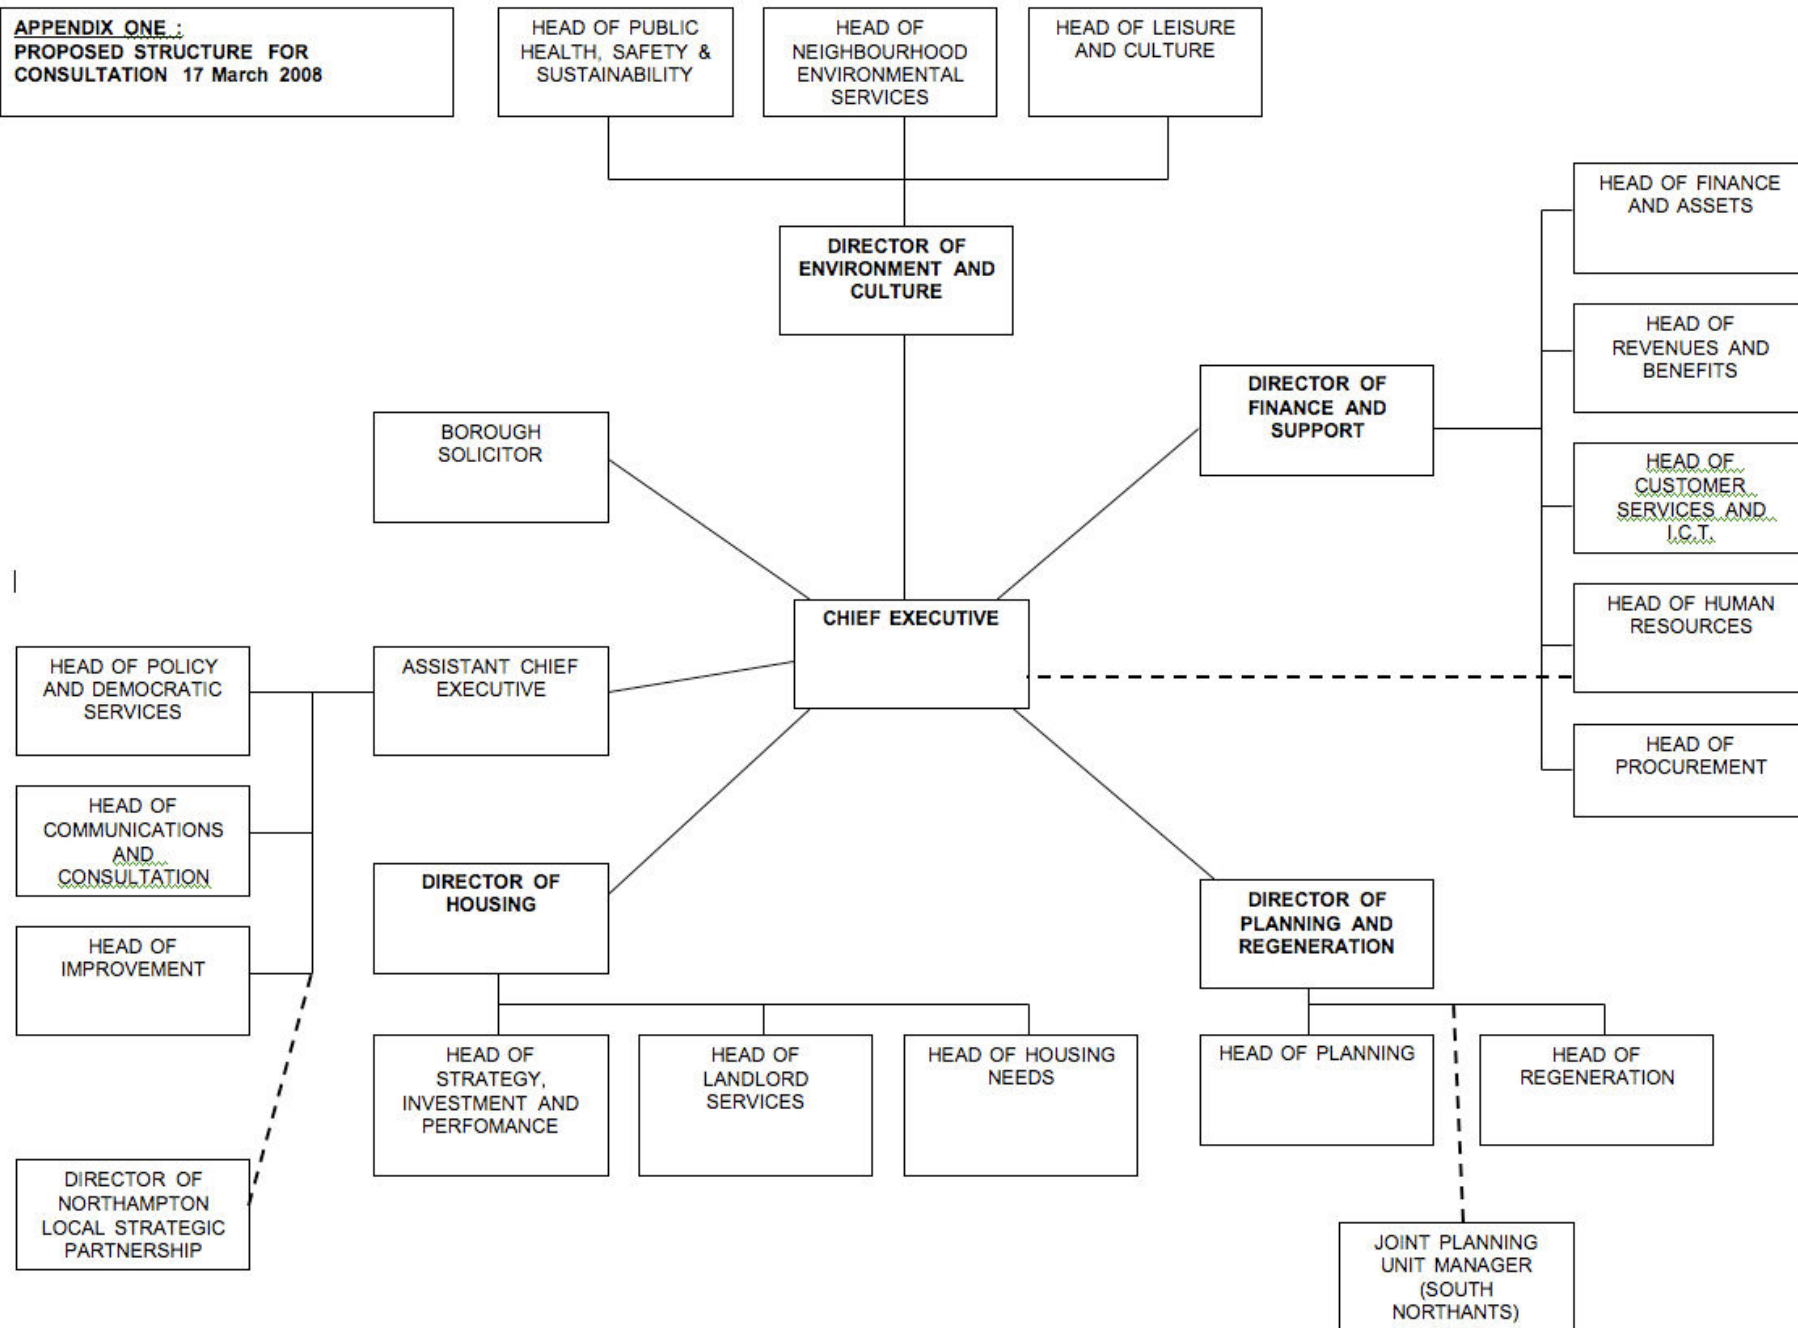 APPENDIX ONE :
PROPOSED STRUCTURE FOR
CONSULTATION 17 March 2008
HEAD OF PUBLIC
HEALTH, SAFETY &
SUSTAINABILITY
HEAD OF
NEIGHBOURHOOD
ENVIRONMENTAL
SERVICES
HEAD OF LEISURE
AND CULTURE
DIRECTOR OF
ENVIRONMENT AND
CULTURE
HEAD OF FINANCE
AND ASSETS
HEAD OF
REVENUES AND
BENEFITS
DIRECTOR OF
FINANCE AND
SUPPORT
BOROUGH
SOLICITOR
HEAD OF
CUSTOMER
SERVICES AND
I.C.T.
CHIEF EXECUTIVE
HEAD OF HUMAN
RESOURCES
HEAD OF POLICY
AND DEMOCRATIC
SERVICES
ASSISTANT CHIEF
EXECUTIVE
HEAD OF
PROCUREMENT
HEAD OF
COMMUNICATIONS
AND
CONSULTATION
DIRECTOR OF
HOUSING
DIRECTOR OF
PLANNING AND
REGENERATION
HEAD OF
IMPROVEMENT
HEAD OF
STRATEGY,
INVESTMENT AND
PERFOMANCE
HEAD OF
LANDLORD
SERVICES
HEAD OF HOUSING
NEEDS
HEAD OF PLANNING
HEAD OF
REGENERATION
DIRECTOR OF
NORTHAMPTON
LOCAL STRATEGIC
PARTNERSHIP
JOINT PLANNING
UNIT MANAGER
(SOUTH
NORTHANTS)